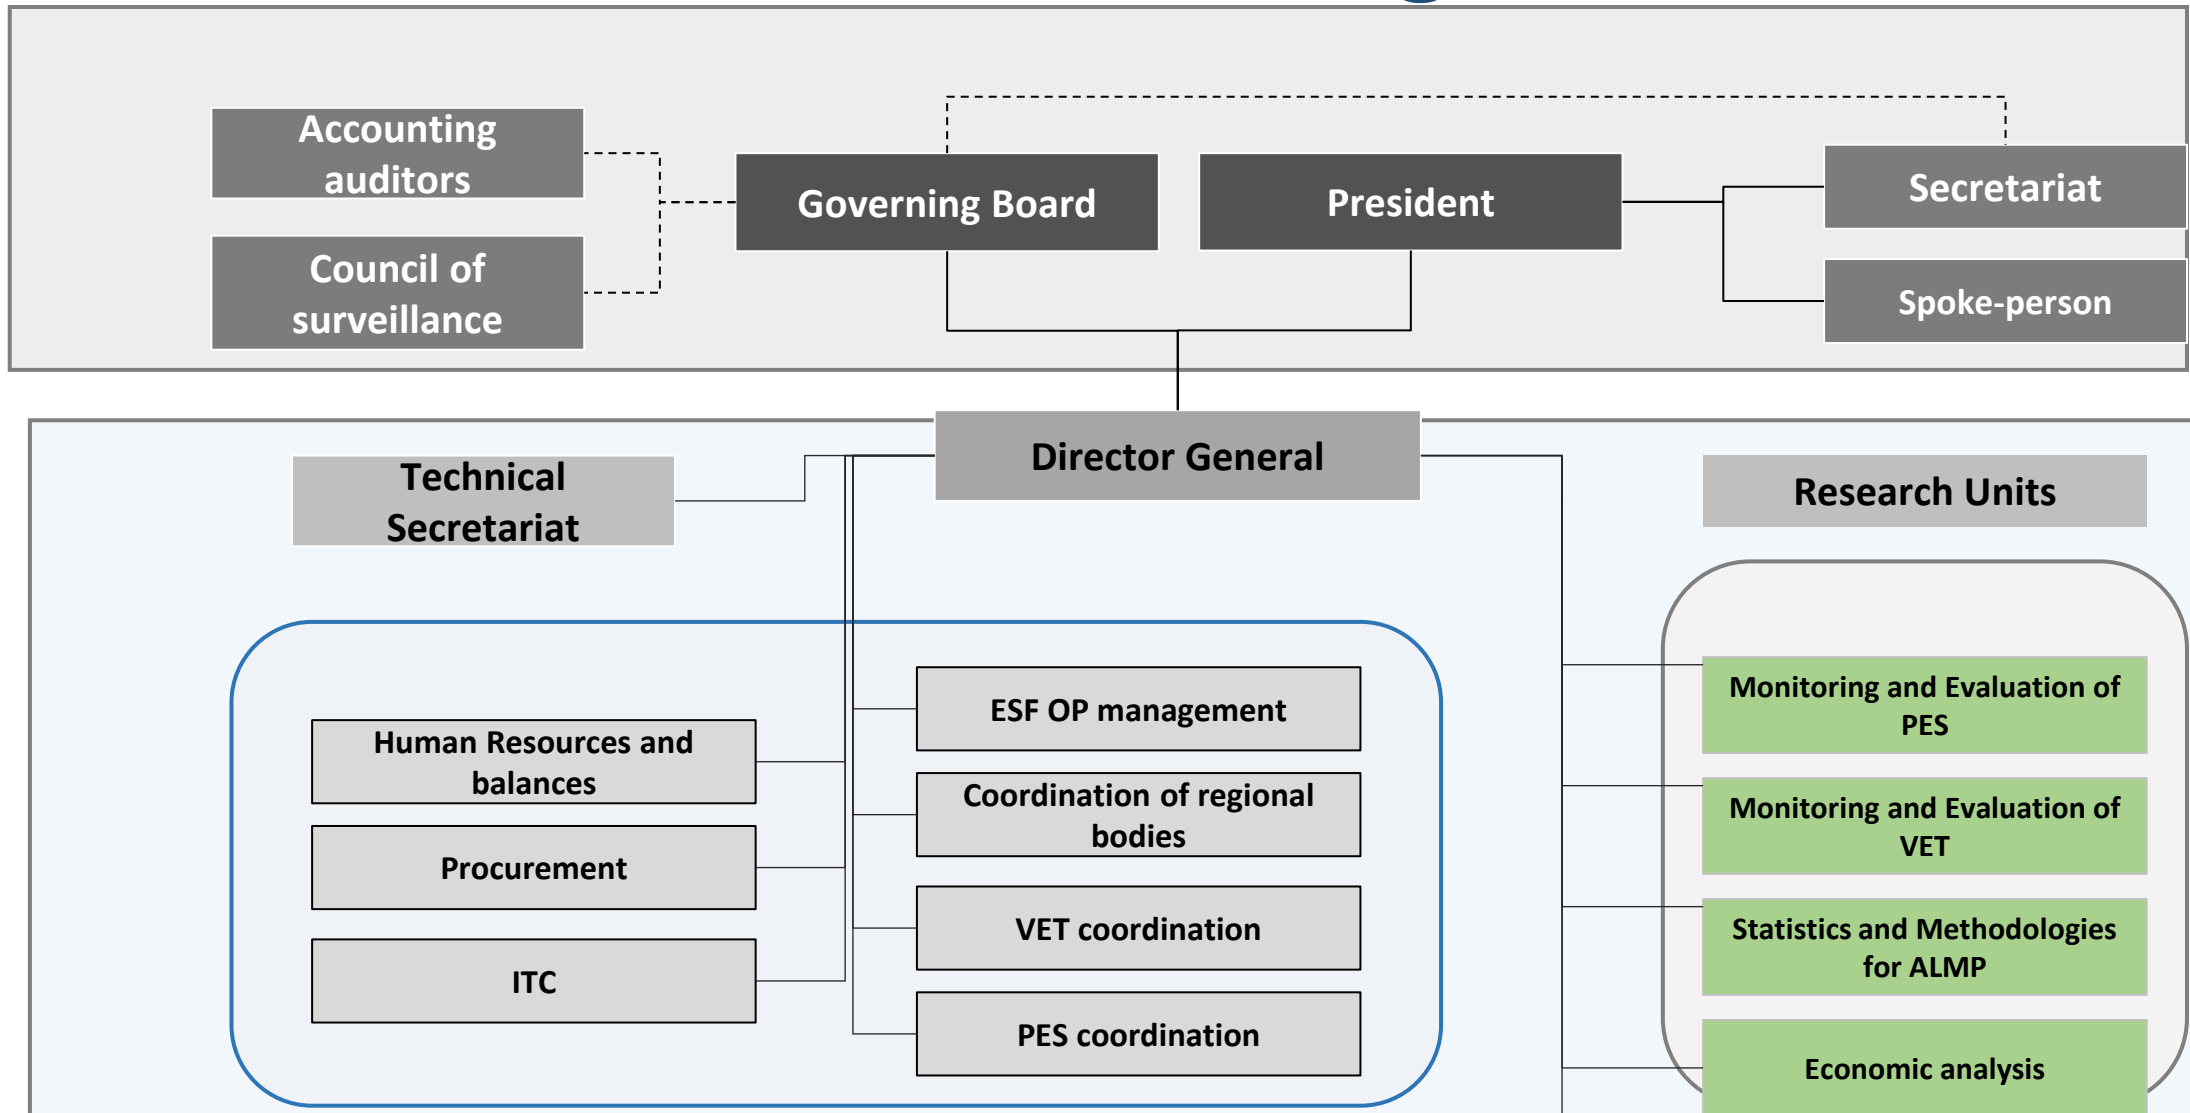 Accounting
auditors
Council of
surveillance
Governing Board
President
Secretariat
Spoke-person
Director General
Technical
Secretariat
Research Units
Human Resources and
balances
Procurement
ITC
ESF OP management
Coordination of regional
bodies
VET coordination
PES coordination
Monitoring and Evaluation of
PES
Monitoring and Evaluation of
VET
Statistics and Methodologies
for ALMP
Economic analysis